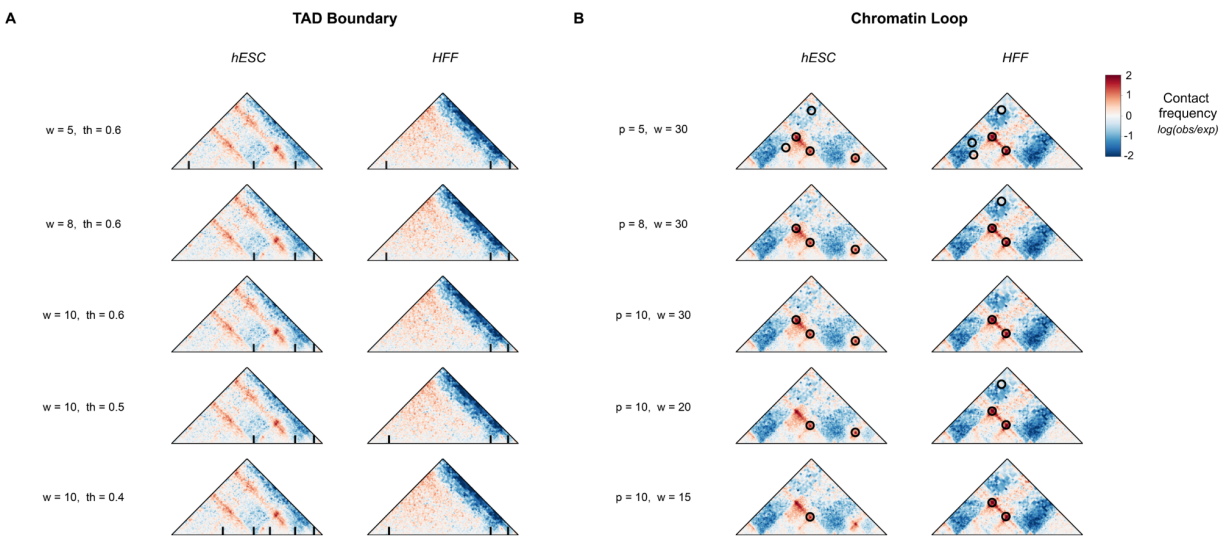 A
TAD Boundary
B
Chromatin Loop
hESC
HFF
hESC
HFF
w = 5, th = 0.6
p = 5, w = 30
2
1
0
-1
-2
Contact
frequency
log(obs/exp)
w = 8, th = 0.6
p = 8, w = 30
w = 10, th = 0.6
p = 10, w = 30
w = 10, th = 0.5
p = 10, w = 20
w = 10, th = 0.4
p = 10, w = 15